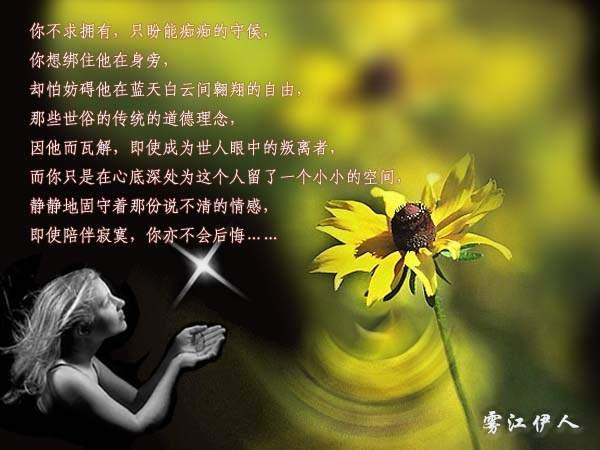 你不求拥有，只盼能痴痴的守侯，
你想绑住他在身旁，
却怕妨碍他在蓝天白云间翱翔的自由，
那些世俗的传统的道德理念，
因他而瓦解，即使成为世人眼中的叛离者，
而你只是在心底深处为这个人留了一个小小的空间，
静静地固守着那份说不清的情感，
即使陪伴寂寞，你亦不会后悔……
雾江伊人